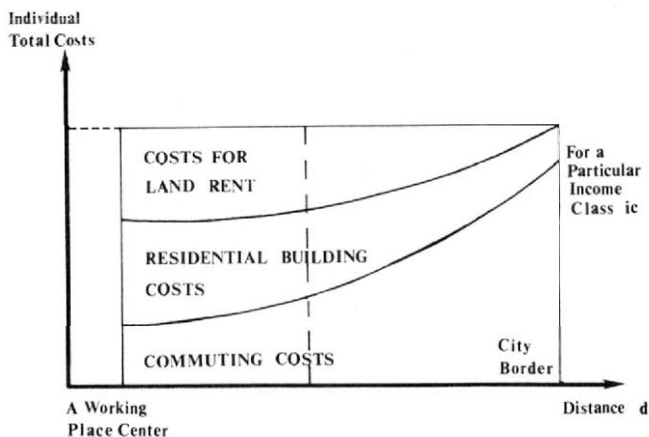 Individual
Total Costs
COSTS FOR
LAND RENT
For a
Particular
Income
Class ic
RESIDENTIAL BUILDING
COSTS
COMMUTING COSTS
City
Border
A Working
Place Center
Distance d